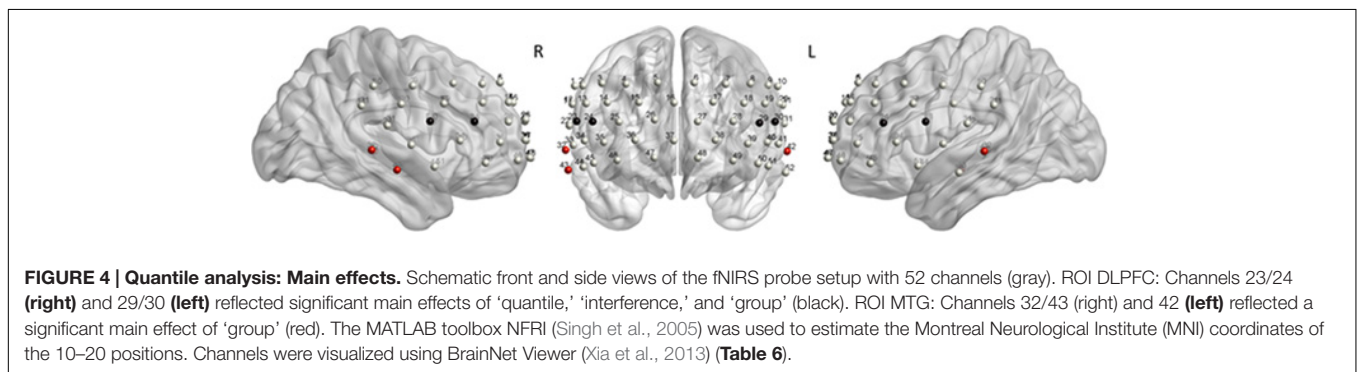 R
L
FIGURE 4 | Quantile analysis: Main effects. Schematic front and side views of the fNIRS probe setup with 52 channels (gray). ROI DLPFC: Channels 23/24
(right) and 29/30 (left) reflected significant main effects of ‘quantile,’ ‘interference,’ and ‘group’ (black). ROI MTG: Channels 32/43 (right) and 42 (left) reflected a
significant main effect of ‘group’ (red). The MATLAB toolbox NFRI (Singh et al., 2005) was used to estimate the Montreal Neurological Institute (MNI) coordinates of
the 10–20 positions. Channels were visualized using BrainNet Viewer (Xia et al., 2013) (Table 6).